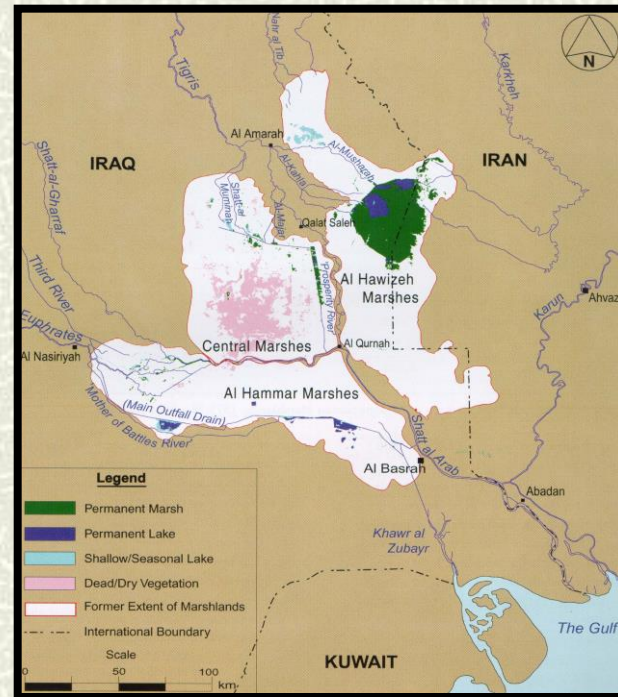 Nahr al Tib
Tigris
Karkheh
N
Al Amarah
IRAQ
Al-Musharah
IRAN
Shatt-al-Gharraf
Al-Kahla
Shatt-al Muminah
Al-Majar
Qalat Saleh
Third River
Al Hawizeh
Marshes
Prosperity River
Karun
Ahvaz
Euphrates
Central Marshes
Al Qurnah
Al Nasiriyah
Al Hammar Marshes
(Main Outfall Drain)
Mother of Battles River
Shatt al Arab
Al Basrah
Legend
Permanent Marsh
Permanent Lake
Shallow/Seasonal Lake
Dead/Dry Vegetation
Former Extent of Marshlands
International Boundary
Scale
0 50 100
km
Abadan
Khawr al
Zubayr
The Gulf
KUWAIT